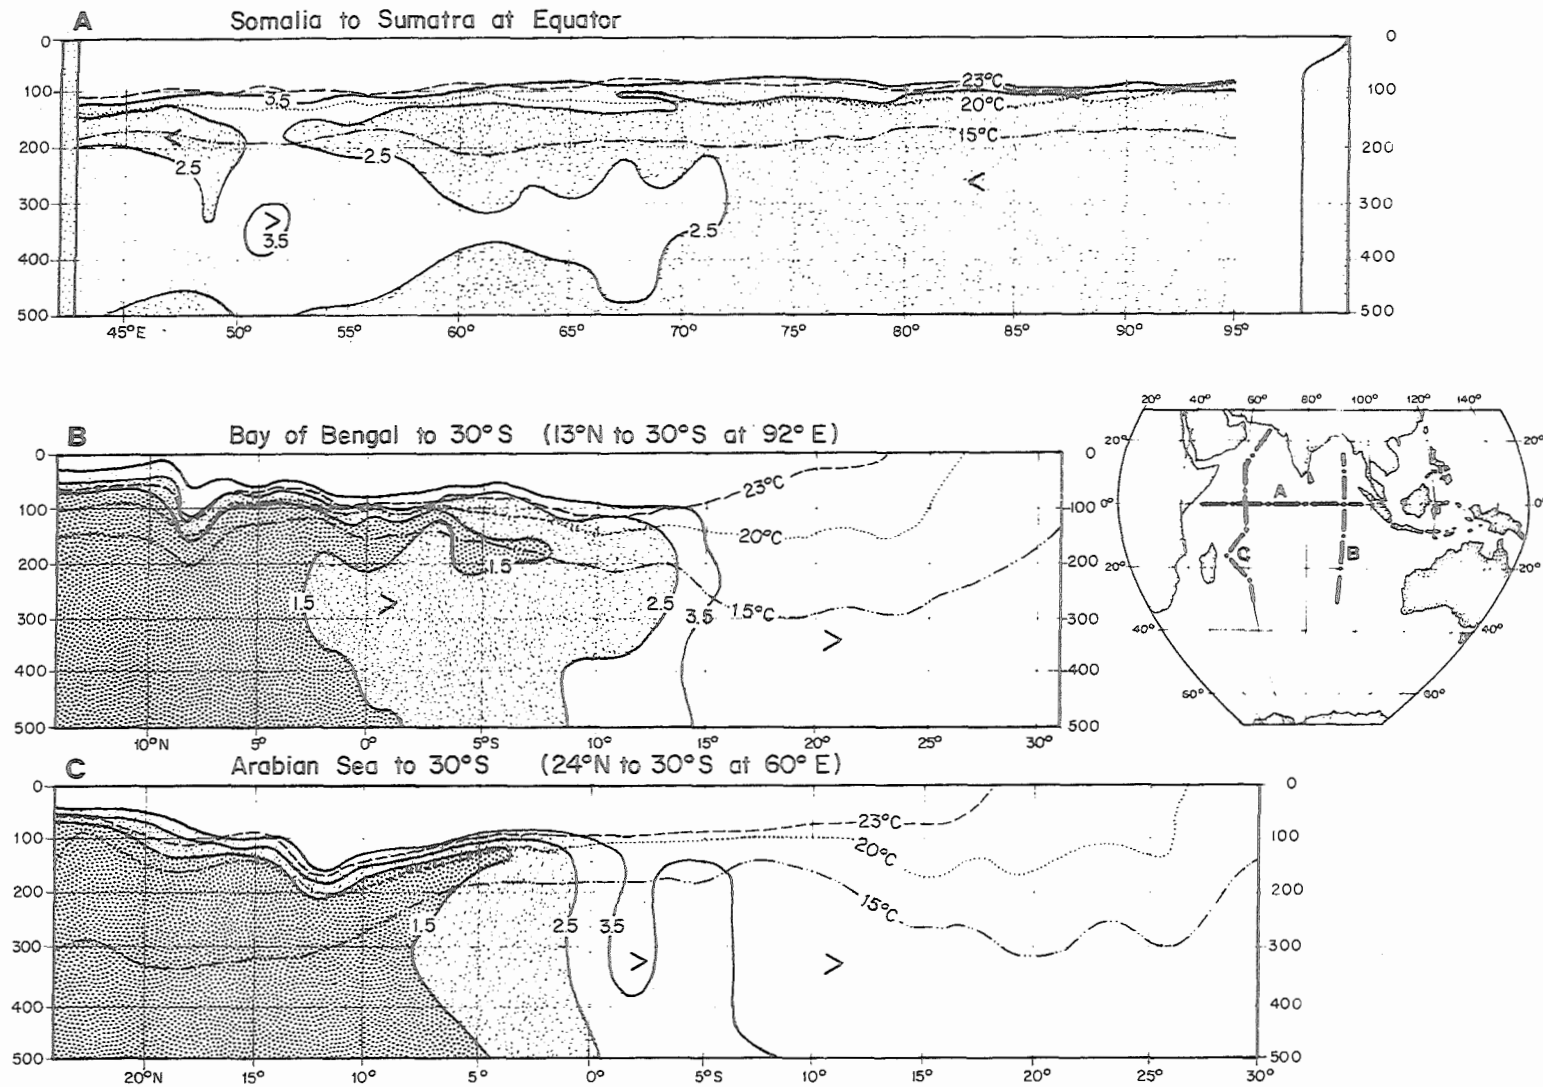 A Somalia to Sumatra at Equator
0 0
23°C
100 3.5 20°C 100
15°C
200 2.5 2.5 < 200
<
300 > 300
3.5 2.5
400 400
500 500
45°E 50° 55° 60° 65° 70° 75° 80° 85° 90° 95°
20° 40° 60° 80° 100° 120° 140°
B Bay of Bengal to 30°S (13°N to 30°S at 92°E)
20° 20°
0 0
23°C
100 100
A
0° 0°
20°C
200 1.5 200
C B
20° 20°
1.5 > 2.5 3.5 15°C
300 > 300
40° 40°
400 400
60° 60°
500 500
10°N 5° 0° 5°S 10° 15° 20° 25° 30°
C Arabian Sea to 30°S (24°N to 30°S at 60°E)
0 0
23°C
100 100
20°C
200 200
15°C
1.5 2.5 3.5
300 > > 300
400 400
500 500
20°N 15° 10° 5° 0° 5°S 10° 15° 20° 25° 30°